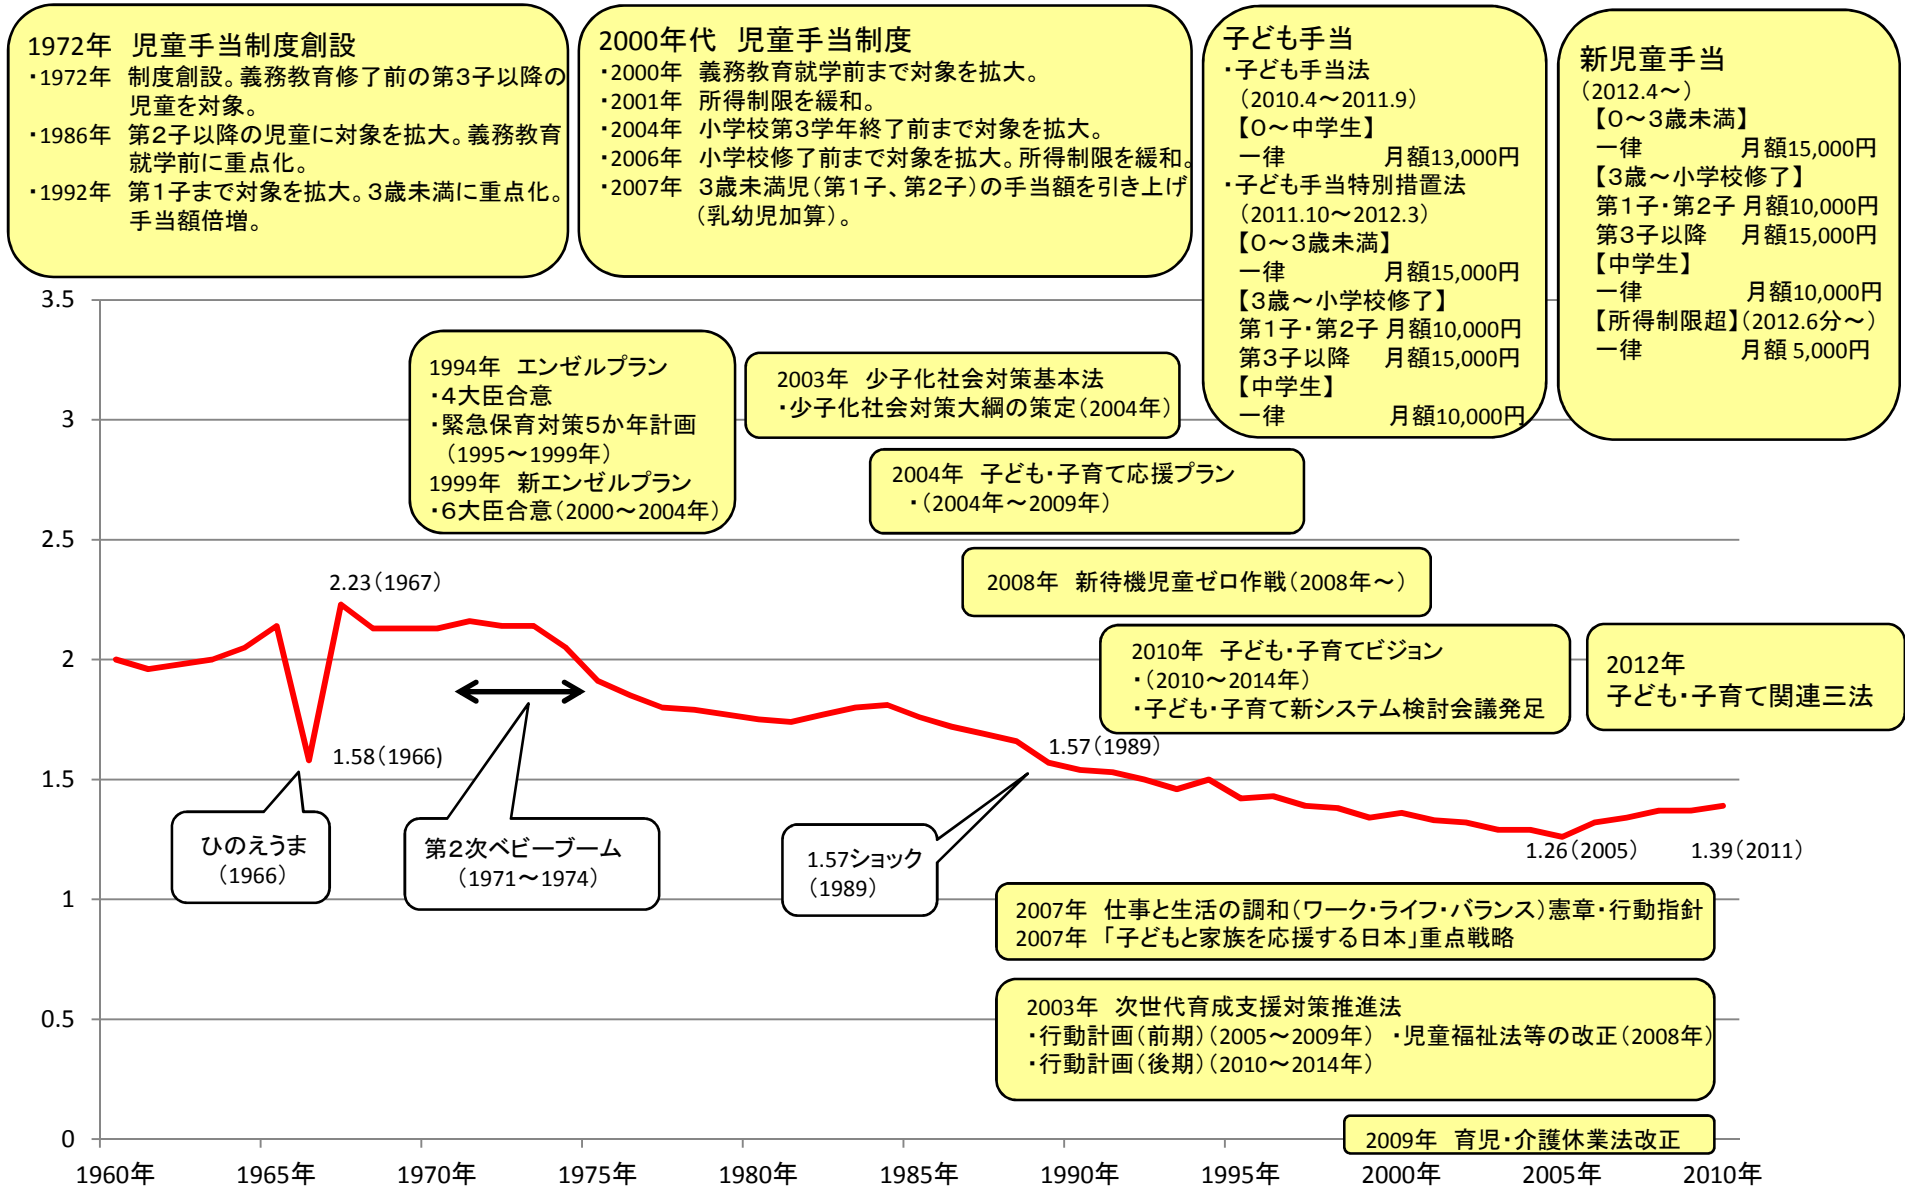 1972年 児童手当制度創設
・1972年 制度創設。義務教育修了前の第3子以降の
児童を対象。
・1986年 第2子以降の児童に対象を拡大。義務教育
就学前に重点化。
・1992年 第1子まで対象を拡大。3歳未満に重点化。
手当額倍増。
2000年代 児童手当制度
・2000年 義務教育就学前まで対象を拡大。
・2001年 所得制限を緩和。
・2004年 小学校第3学年終了前まで対象を拡大。
・2006年 小学校修了前まで対象を拡大。所得制限を緩和。
・2007年 3歳未満児(第1子、第2子)の手当額を引き上げ
(乳幼児加算)。
子ども手当
・子ども手当法
(2010.4～2011.9)
【0～中学生】
一律 月額13,000円
・子ども手当特別措置法
(2011.10～2012.3)
【0～3歳未満】
一律 月額15,000円
【3歳～小学校修了】
第1子・第2子 月額10,000円
第3子以降 月額15,000円
【中学生】
一律 月額10,000円
新児童手当
(2012.4～)
【0～3歳未満】
一律 月額15,000円
【3歳～小学校修了】
第1子・第2子 月額10,000円
第3子以降 月額15,000円
【中学生】
一律 月額10,000円
【所得制限超】(2012.6分～)
一律 月額 5,000円
3.5
3
2.5
2
1.5
1
0.5
0
1994年 エンゼルプラン
・4大臣合意
・緊急保育対策5か年計画
(1995～1999年)
1999年 新エンゼルプラン
・6大臣合意(2000～2004年)
2003年 少子化社会対策基本法
・少子化社会対策大綱の策定(2004年)
2004年 子ども・子育て応援プラン
・(2004年～2009年)
2008年 新待機児童ゼロ作戦(2008年～)
2010年 子ども・子育てビジョン
・(2010～2014年)
・子ども・子育て新システム検討会議発足
2012年
子ども・子育て関連三法
2.23(1967)
1.58(1966)
1.57(1989)
1.26(2005)
1.39(2011)
ひのえうま
(1966)
第2次ベビーブーム
(1971～1974)
1.57ショック
(1989)
2007年 仕事と生活の調和(ワーク・ライフ・バランス)憲章・行動指針
2007年 「子どもと家族を応援する日本」重点戦略
2003年 次世代育成支援対策推進法
・行動計画(前期)(2005～2009年) ・児童福祉法等の改正(2008年)
・行動計画(後期)(2010～2014年)
2009年 育児・介護休業法改正
1960年 1965年 1970年 1975年 1980年 1985年 1990年 1995年 2000年 2005年 2010年